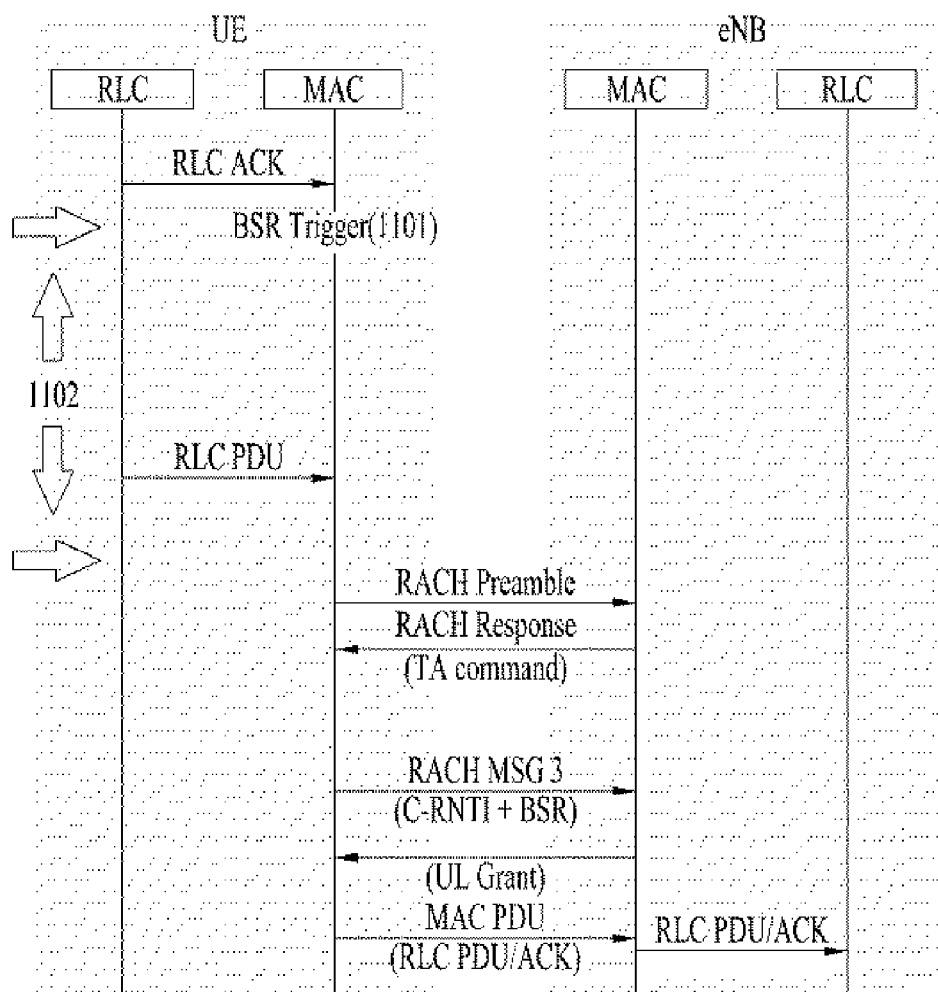 UE
eNB
RLC
MAC
MAC
RLC
RLC ACK
BSR Trigger(1101)
1102
RLC PDU
RACH Preamble
RACH Response
(TA command)
RACH MSG 3
(C-RNTI + BSR)
(UL Grant)
MAC PDU
(RLC PDU/ACK)
RLC PDU/ACK